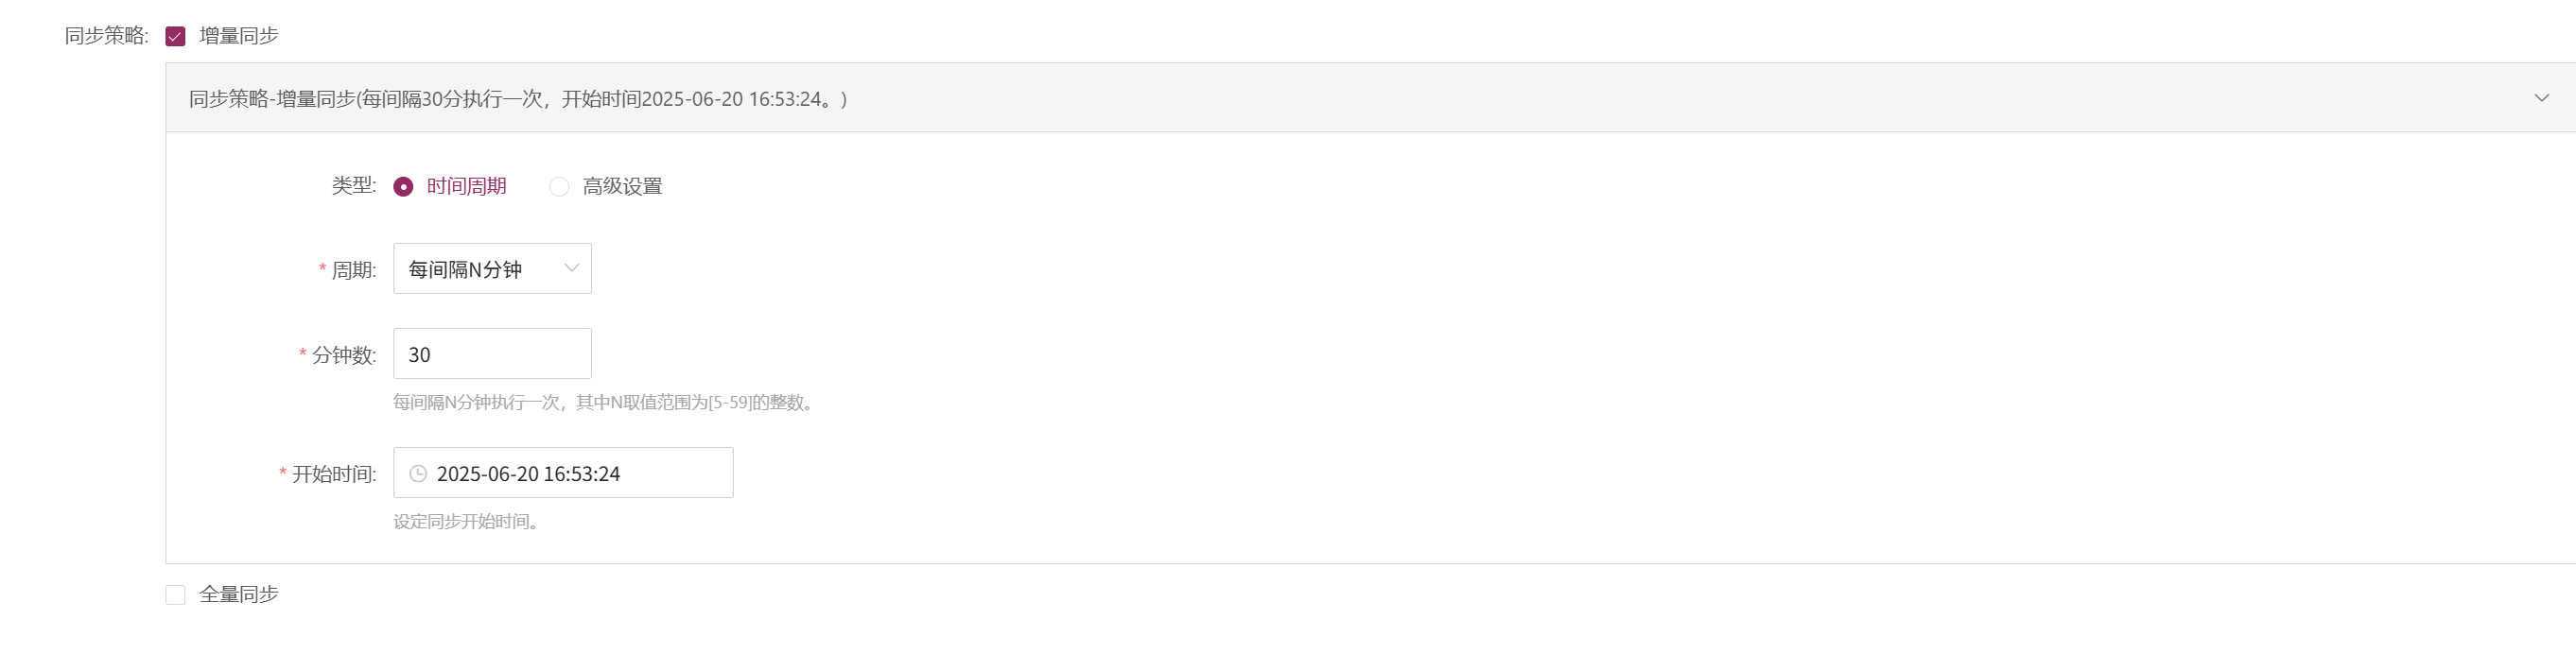 同步策略: 增量同步
同步策略-增量同步(每间隔30分执行一次，开始时间2025-06-20 16:53:24。)
类型: 时间周期 高级设置
* 周期: 每间隔N分钟
* 分钟数: 30
每间隔N分钟执行一次，其中N取值范围为[5-59]的整数。
* 开始时间: 2025-06-20 16:53:24
设定同步开始时间。
全量同步